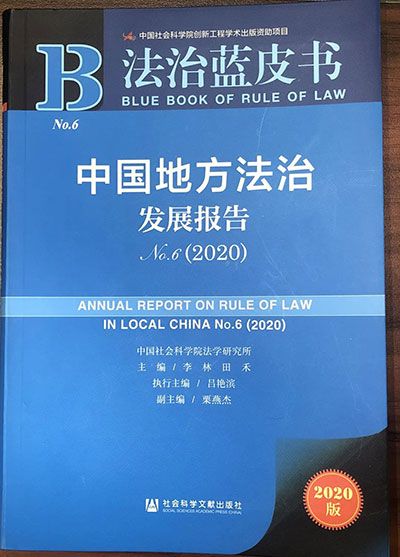 中国社会科学院创新工程学术出版资助项目
B
法治蓝皮书
BLUE BOOK OF RULE OF LAW
No.6
中国地方法治
发展报告
No.6 (2020)
ANNUAL REPORT ON RULE OF LAW
IN LOCAL CHINA No.6 (2020)
中国社会科学院法学研究所
主 编 / 李 林 田 禾
执行主编 / 吕艳滨
副主编 / 栗燕杰
2020
版
社会科学文献出版社
SOCIAL SCIENCES ACADEMIC PRESS (CHINA)